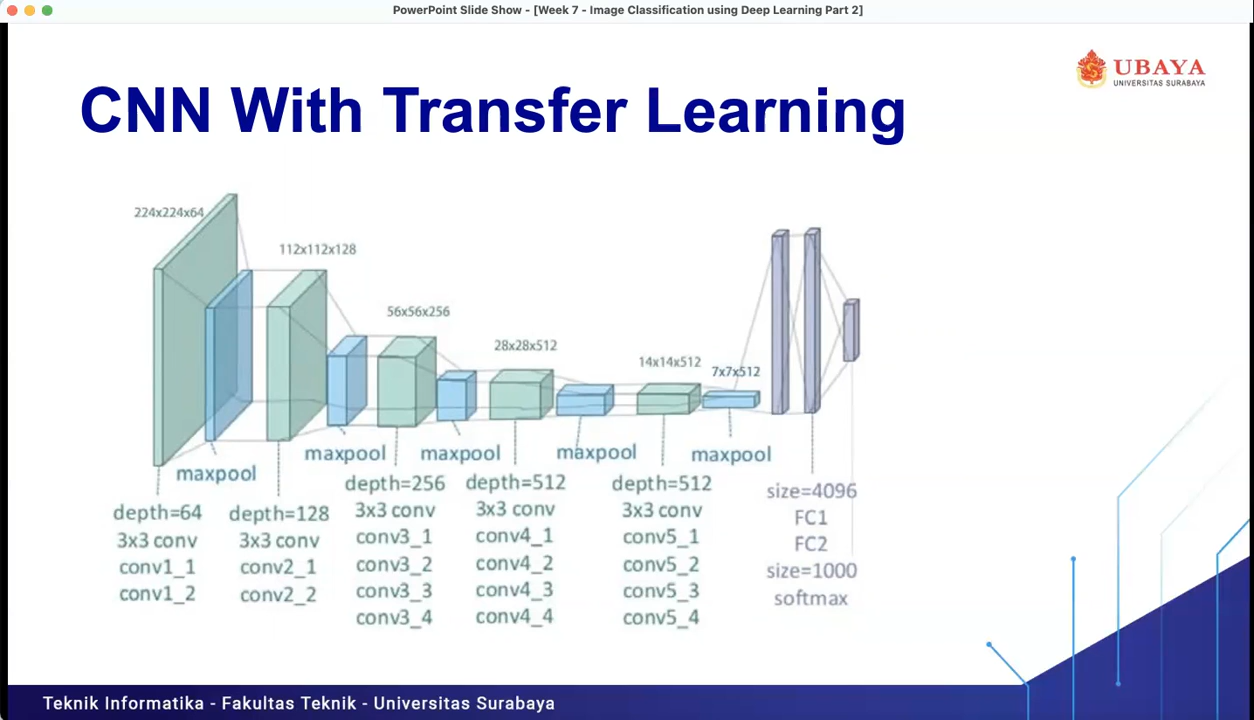 PowerPoint Slide Show - [Week 7 - Image Classification using Deep Learning Part 2]
UBAYA
UNIVERSITAS SURABAYA
CNN With Transfer Learning
224x224x64
112x112x128
56x56x256
28x28x512
14x14x512
7x7x512
maxpool
maxpool
maxpool
maxpool
maxpool
depth=64
3x3 conv
conv1_1
conv1_2
depth=128
3x3 conv
conv2_1
conv2_2
depth=256
3x3 conv
conv3_1
conv3_2
conv3_3
conv3_4
depth=512
3x3 conv
conv4_1
conv4_2
conv4_3
conv4_4
depth=512
3x3 conv
conv5_1
conv5_2
conv5_3
conv5_4
size=4096
FC1
FC2
size=1000
softmax
Teknik Informatika - Fakultas Teknik - Universitas Surabaya